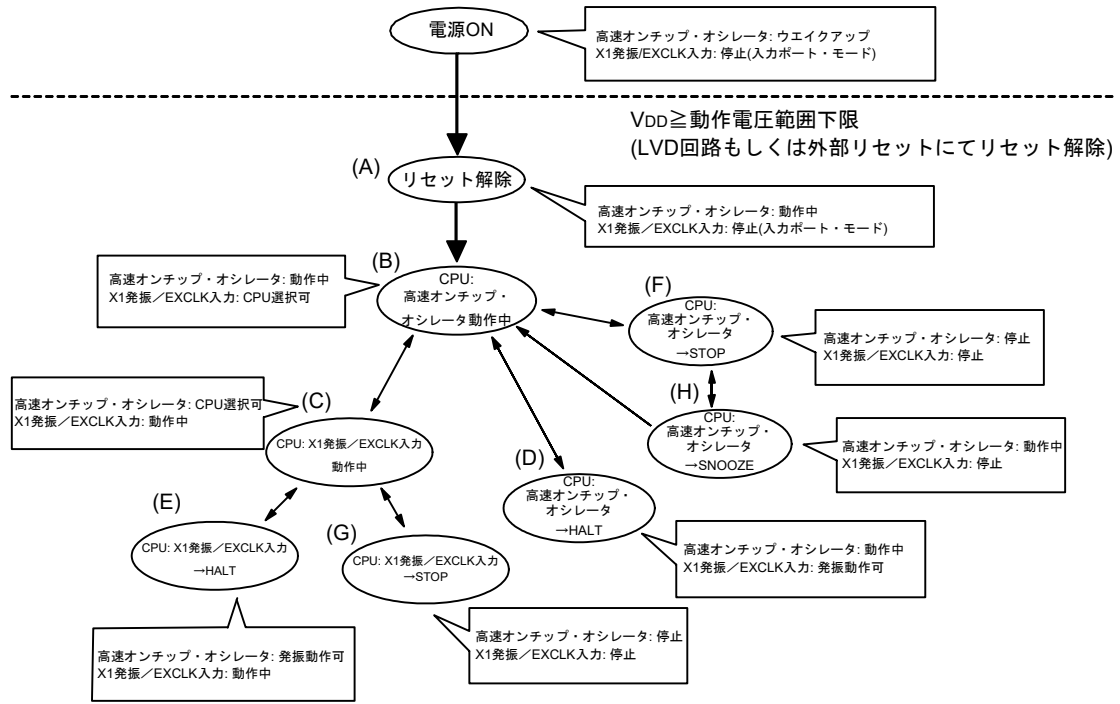 電源ON
高速オンチップ・オシレータ: ウエイクアップ
X1発振/EXCLK入力: 停止(入力ポート・モード)
VDD≧動作電圧範囲下限
(LVD回路もしくは外部リセットにてリセット解除)
(A)
リセット解除
高速オンチップ・オシレータ: 動作中
X1発振／EXCLK入力: 停止(入力ポート・モード)
(B)
CPU:
高速オンチップ・
オシレータ動作中
高速オンチップ・オシレータ: 動作中
X1発振／EXCLK入力: CPU選択可
(F)
CPU:
高速オンチップ・
オシレータ
→STOP
高速オンチップ・オシレータ: 停止
X1発振／EXCLK入力: 停止
高速オンチップ・オシレータ: CPU選択可
X1発振／EXCLK入力: 動作中
(C)
CPU: X1発振／EXCLK入力
動作中
(H)
CPU:
高速オンチップ・
オシレータ
→SNOOZE
高速オンチップ・オシレータ: 動作中
X1発振／EXCLK入力: 停止
(D)
CPU:
高速オンチップ・
オシレータ
→HALT
高速オンチップ・オシレータ: 動作中
X1発振／EXCLK入力: 発振動作可
(E)
CPU: X1発振／EXCLK入力
→HALT
高速オンチップ・オシレータ: 発振動作可
X1発振／EXCLK入力: 動作中
(G)
CPU: X1発振／EXCLK入力
→STOP
高速オンチップ・オシレータ: 停止
X1発振／EXCLK入力: 停止